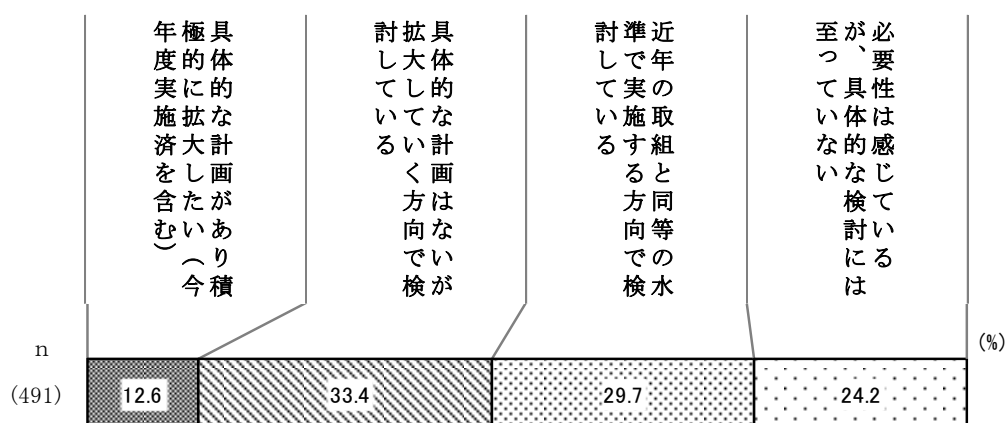 具体的な計画があり積
極的に拡大したい（今
年度実施済を含む）
具体的な計画はないが
拡大していく方向で検
討している
近年の取組と同等の水
準で実施する方向で検
討している
必要性は感じている
が、具体的な検討には
至っていない
(%)
n
(491)
12.6
33.4
29.7
24.2